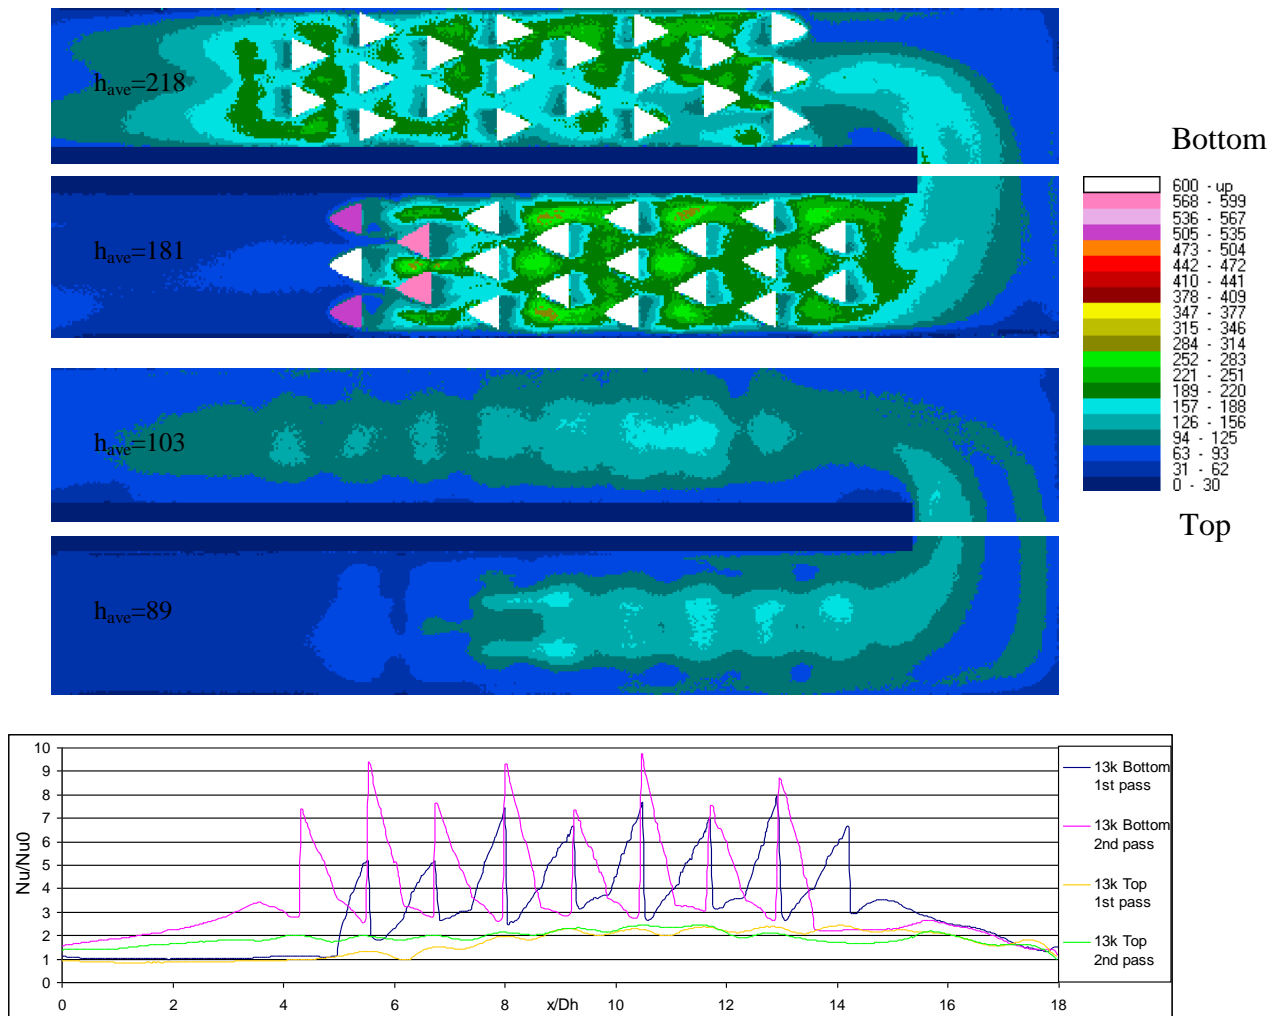 h_ave=218
Bottom
h_ave=181
600 - up
568 - 599
536 - 567
505 - 535
473 - 504
442 - 472
410 - 441
378 - 409
347 - 377
315 - 346
284 - 314
252 - 283
221 - 251
189 - 220
157 - 188
126 - 156
94 - 125
63 - 93
31 - 62
0 - 30
h_ave=103
Top
h_ave=89
Nu/Nu0
10
9
8
7
6
5
4
3
2
1
0
0 2 4 6 8 10 12 14 16 18
x/Dh
13k Bottom
1st pass
13k Bottom
2nd pass
13k Top
1st pass
13k Top
2nd pass